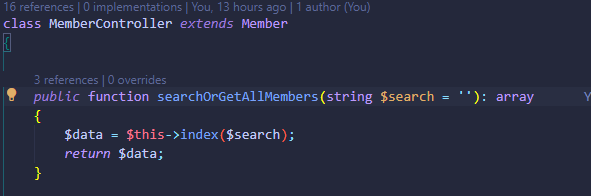 16 references | 0 implementations | You, 13 hours ago | 1 author (You)
class MemberController extends Member
{
3 references | 0 overrides
public function searchOrGetAllMembers(string $search = ''): array
{
$data = $this->index($search);
return $data;
}